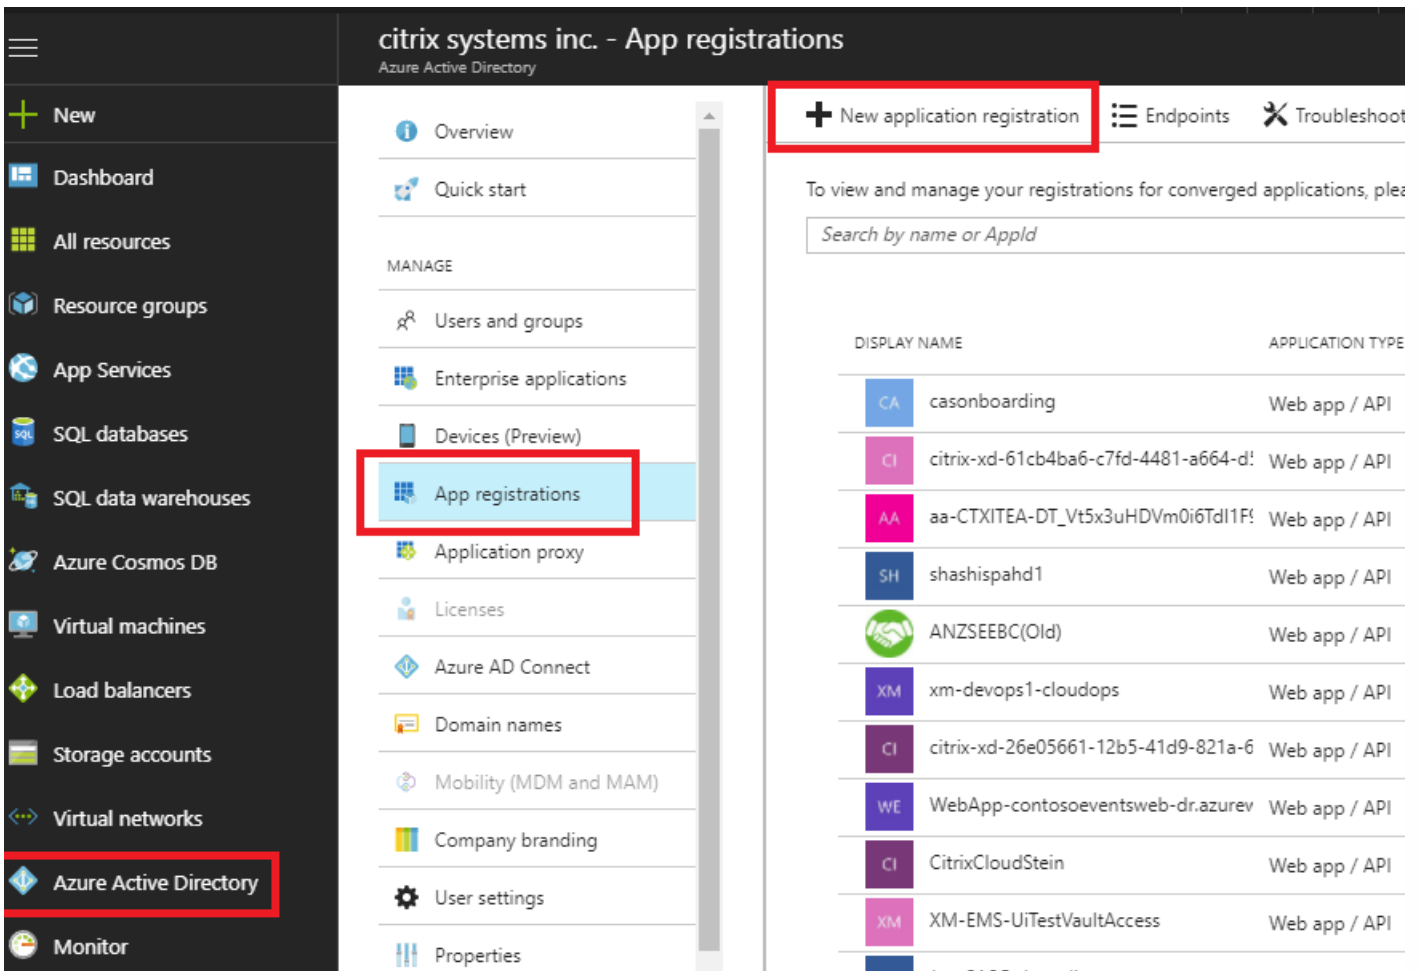 citrix systems inc. - App registrations
Azure Active Directory
New
Dashboard
All resources
Resource groups
App Services
SQL databases
SQL data warehouses
Azure Cosmos DB
Virtual machines
Load balancers
Storage accounts
Virtual networks
Azure Active Directory
Monitor
Overview
Quick start
MANAGE
Users and groups
Enterprise applications
Devices (Preview)
App registrations
Application proxy
Licenses
Azure AD Connect
Domain names
Mobility (MDM and MAM)
Company branding
User settings
Properties
New application registration Endpoints Troubleshoot
To view and manage your registrations for converged applications, plea
Search by name or AppId
DISPLAY NAME APPLICATION TYPE
CA casonboarding Web app / API
CI citrix-xd-61cb4ba6-c7fd-4481-a664-d Web app / API
AA aa-CTXITEA-DT_Vt5x3uHDVm0i6TdI1F Web app / API
SH shashispahd1 Web app / API
ANZSEEBC(Old) Web app / API
XM xm-devops1-cloudops Web app / API
CI citrix-xd-26e05661-12b5-41d9-821a-6 Web app / API
WE WebApp-contosoeventsweb-dr.azurew Web app / API
CI CitrixCloudStein Web app / API
XM XM-EMS-UiTestVaultAccess Web app / API